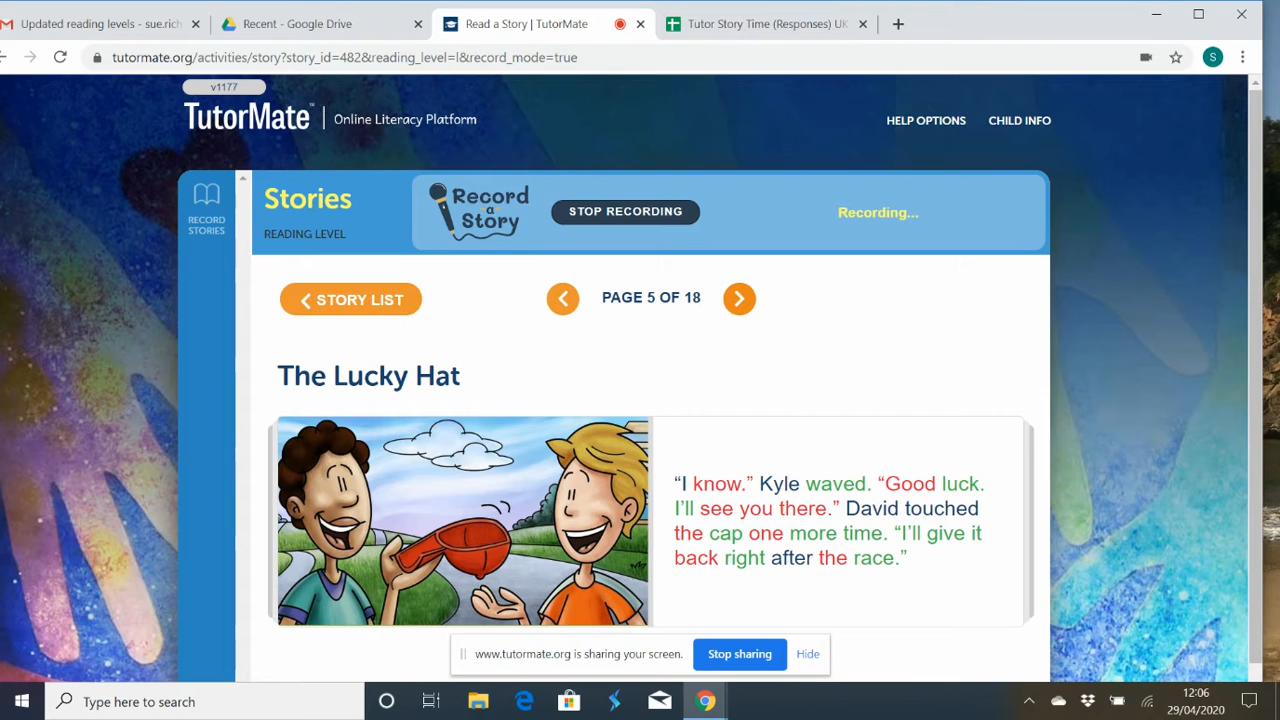 Updated reading levels - sue.rich
Recent - Google Drive
Read a Story | TutorMate
Tutor Story Time (Responses) UK
tutormate.org/activities/story?story_id=482&reading_level=l&record_mode=true
S
v1177
TutorMate™ | Online Literacy Platform
HELP OPTIONS
CHILD INFO
RECORD
STORIES
Stories
READING LEVEL
Record
a
Story
STOP RECORDING
Recording...
STORY LIST
PAGE 5 OF 18
The Lucky Hat
“I know.” Kyle waved. “Good luck.
I’ll see you there.” David touched
the cap one more time. “I’ll give it
back right after the race.”
www.tutormate.org is sharing your screen.
Stop sharing
Hide
Type here to search
12:06
29/04/2020